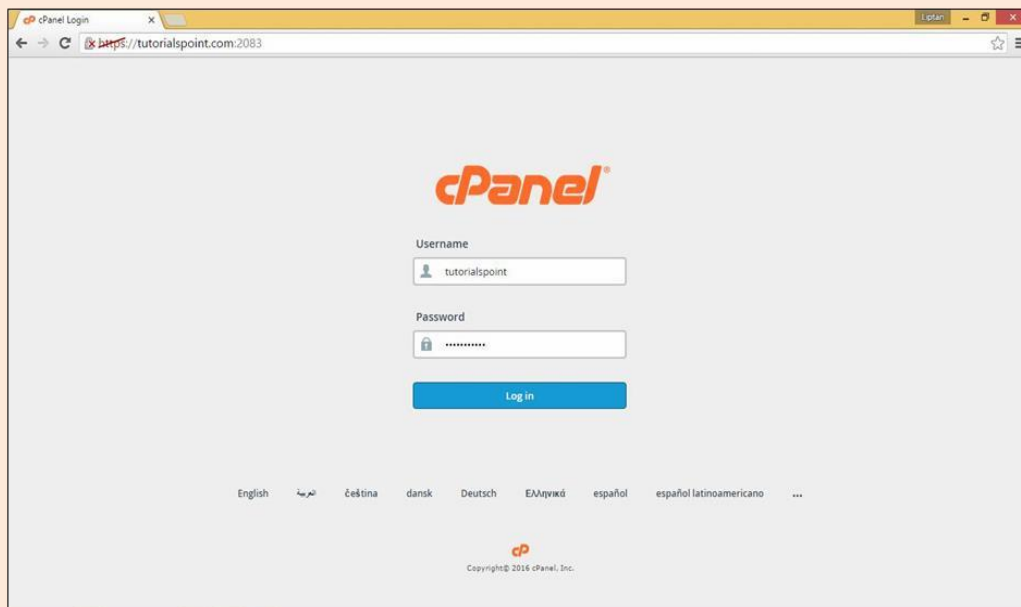 cPanel Login
Liptan
https://tutorialspoint.com:2083
cPanel®
Username
tutorialspoint
Password
•••••••••••
Log in
English العربية čeština dansk Deutsch Ελληνικά español español latinoamericano ...
cP
Copyright© 2016 cPanel, Inc.